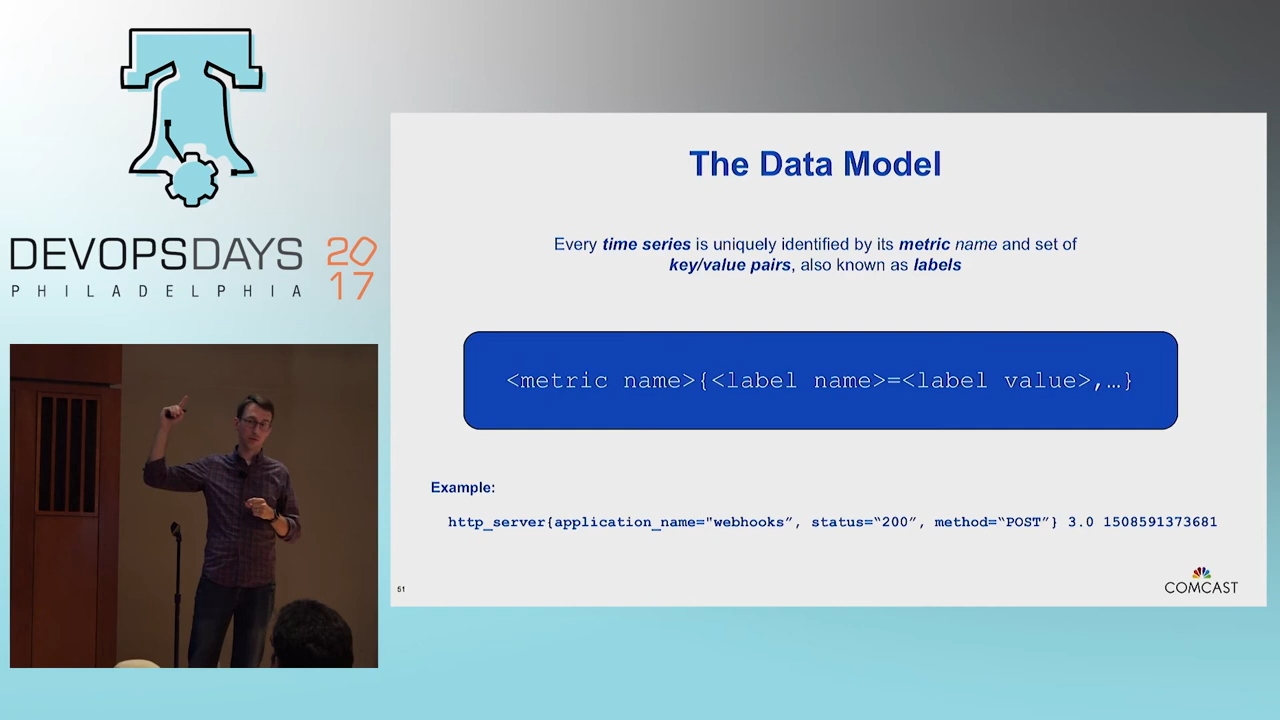 DEVOPSDAYS 2017
PHILADELPHIA
The Data Model
Every time series is uniquely identified by its metric name and set of
key/value pairs, also known as labels
<metric name>{<label name>=<label value>,…}
Example:
http_server{application_name="webhooks”, status=“200”, method=“POST”} 3.0 1508591373681
51
COMCAST